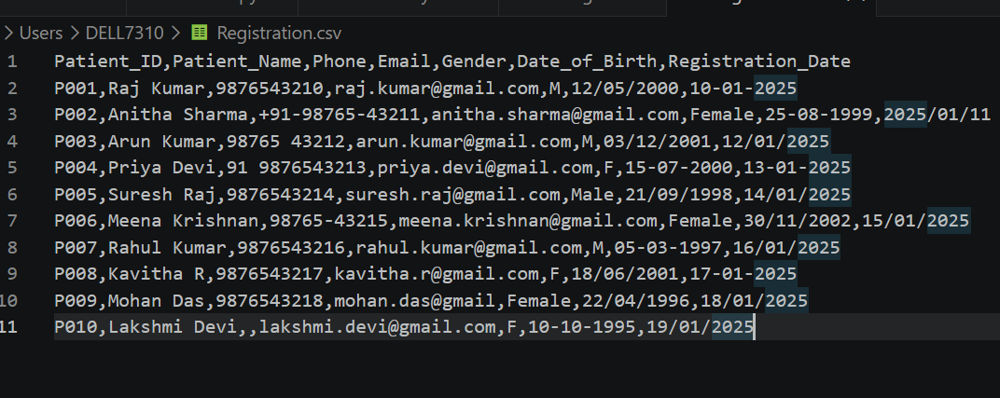 Users > DELL7310 > Registration.csv
1 Patient_ID,Patient_Name,Phone,Email,Gender,Date_of_Birth,Registration_Date
2 P001,Raj Kumar,9876543210,raj.kumar@gmail.com,M,12/05/2000,10-01-2025
3 P002,Anitha Sharma,+91-98765-43211,anitha.sharma@gmail.com,Female,25-08-1999,2025/01/11
4 P003,Arun Kumar,98765 43212,arun.kumar@gmail.com,M,03/12/2001,12/01/2025
5 P004,Priya Devi,91 9876543213,priya.devi@gmail.com,F,15-07-2000,13-01-2025
6 P005,Suresh Raj,9876543214,suresh.raj@gmail.com,Male,21/09/1998,14/01/2025
7 P006,Meena Krishnan,98765-43215,meena.krishnan@gmail.com,Female,30/11/2002,15/01/2025
8 P007,Rahul Kumar,9876543216,rahul.kumar@gmail.com,M,05-03-1997,16/01/2025
9 P008,Kavitha R,9876543217,kavitha.r@gmail.com,F,18/06/2001,17-01-2025
10 P009,Mohan Das,9876543218,mohan.das@gmail,Female,22/04/1996,18/01/2025
11 P010,Lakshmi Devi,,lakshmi.devi@gmail.com,F,10-10-1995,19/01/2025